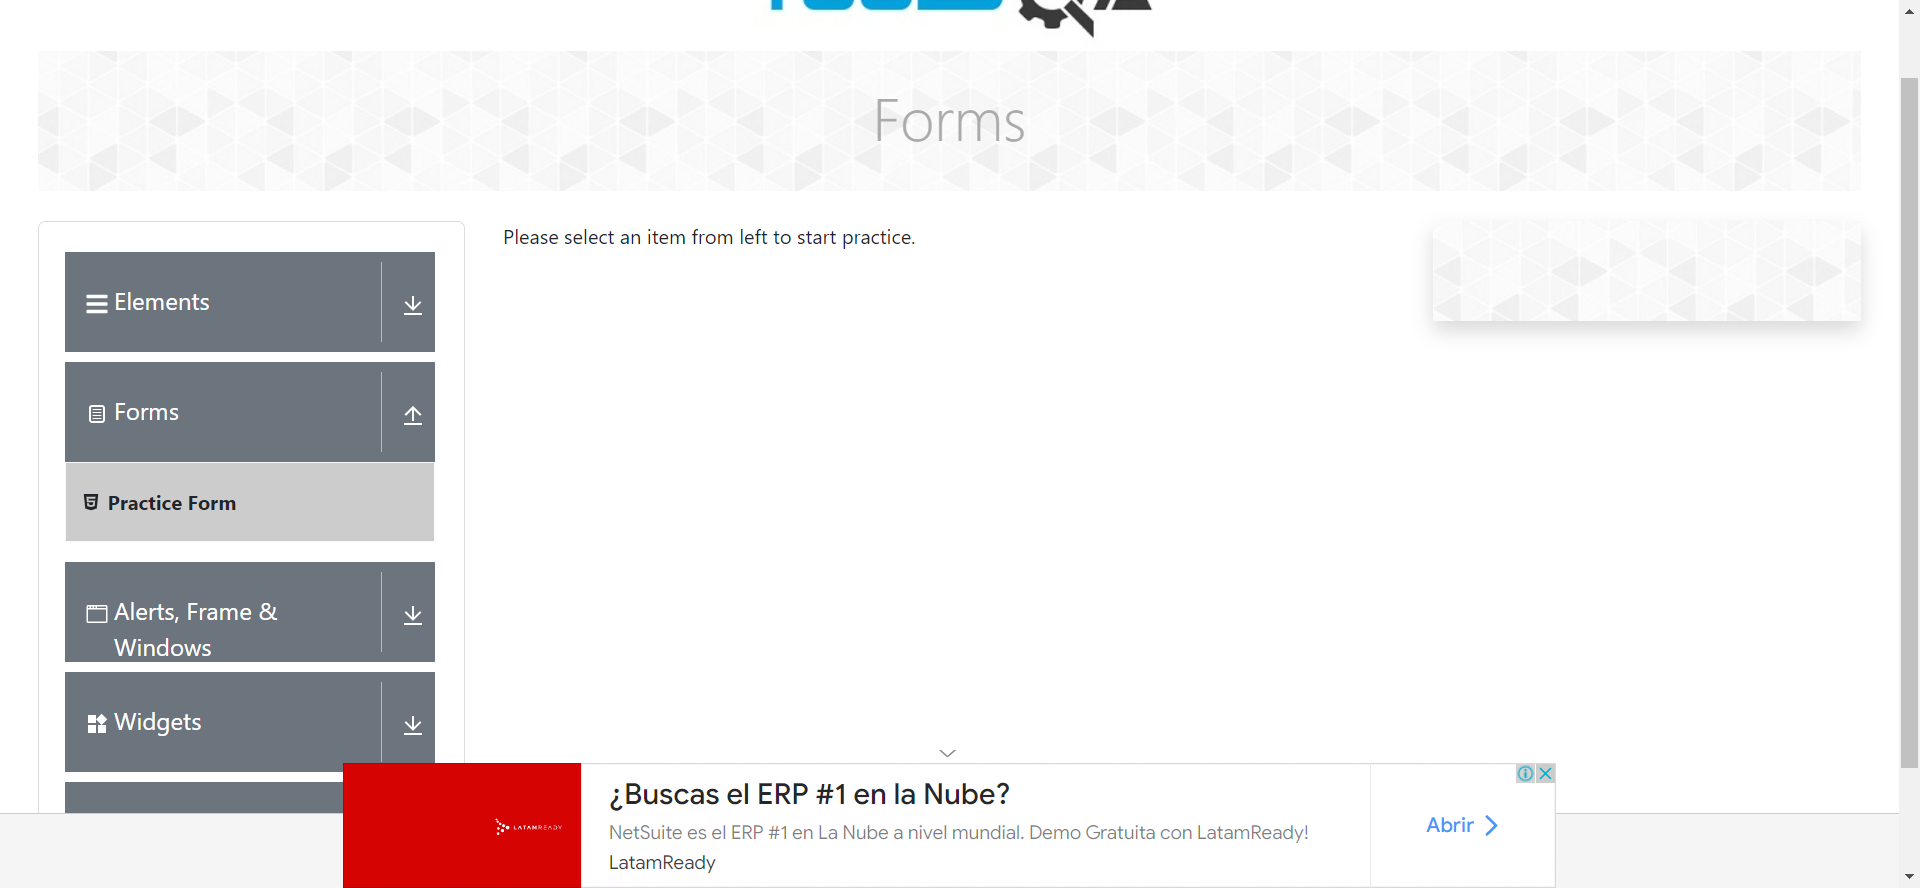 Forms
Please select an item from left to start practice.
Elements
Forms
Practice Form
Alerts, Frame &
Windows
Widgets
¿Buscas el ERP #1 en la Nube?
NetSuite es el ERP #1 en La Nube a nivel mundial. Demo Gratuita con LatamReady!
LatamReady
Abrir
LATAMREADY